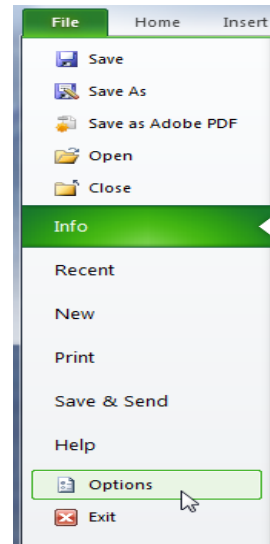 File Home Insert
Save
Save As
Save as Adobe PDF
Open
Close
Info
Recent
New
Print
Save & Send
Help
Options
Exit